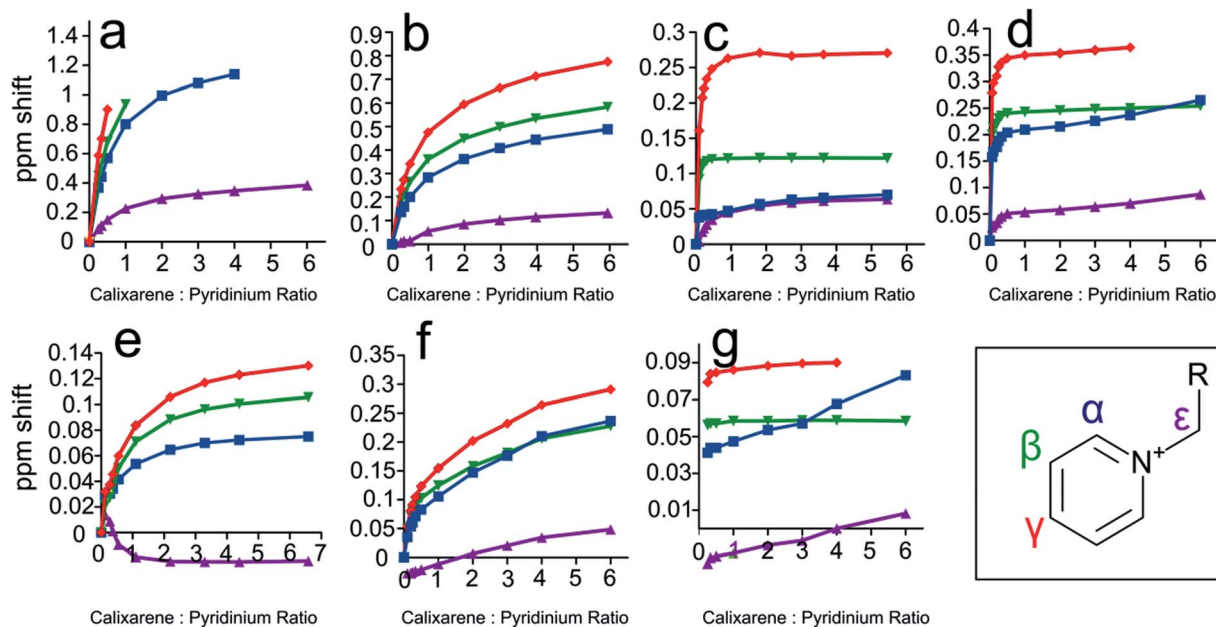 a
b
c
d
ppm shift
1.4
1.2
1
0.8
0.6
0.4
0.2
0
0 1 2 3 4 5 6
Calixarene : Pyridinium Ratio
0.9
0.8
0.7
0.6
0.5
0.4
0.3
0.2
0.1
0
0 1 2 3 4 5 6
Calixarene : Pyridinium Ratio
0.3
0.25
0.2
0.15
0.1
0.05
0
0 1 2 3 4 5 6
Calixarene : Pyridinium Ratio
0.4
0.35
0.3
0.25
0.2
0.15
0.1
0.05
0
0 1 2 3 4 5 6
Calixarene : Pyridinium Ratio
e
f
g
ppm shift
0.14
0.12
0.1
0.08
0.06
0.04
0.02
0
0 1 2 3 4 5 6 7
Calixarene : Pyridinium Ratio
0.35
0.3
0.25
0.2
0.15
0.1
0.05
0
0 1 2 3 4 5 6
Calixarene : Pyridinium Ratio
0.09
0.07
0.05
0.03
0.01
0 1 2 3 4 5 6
Calixarene : Pyridinium Ratio
R
α
ε
β
N+
γ